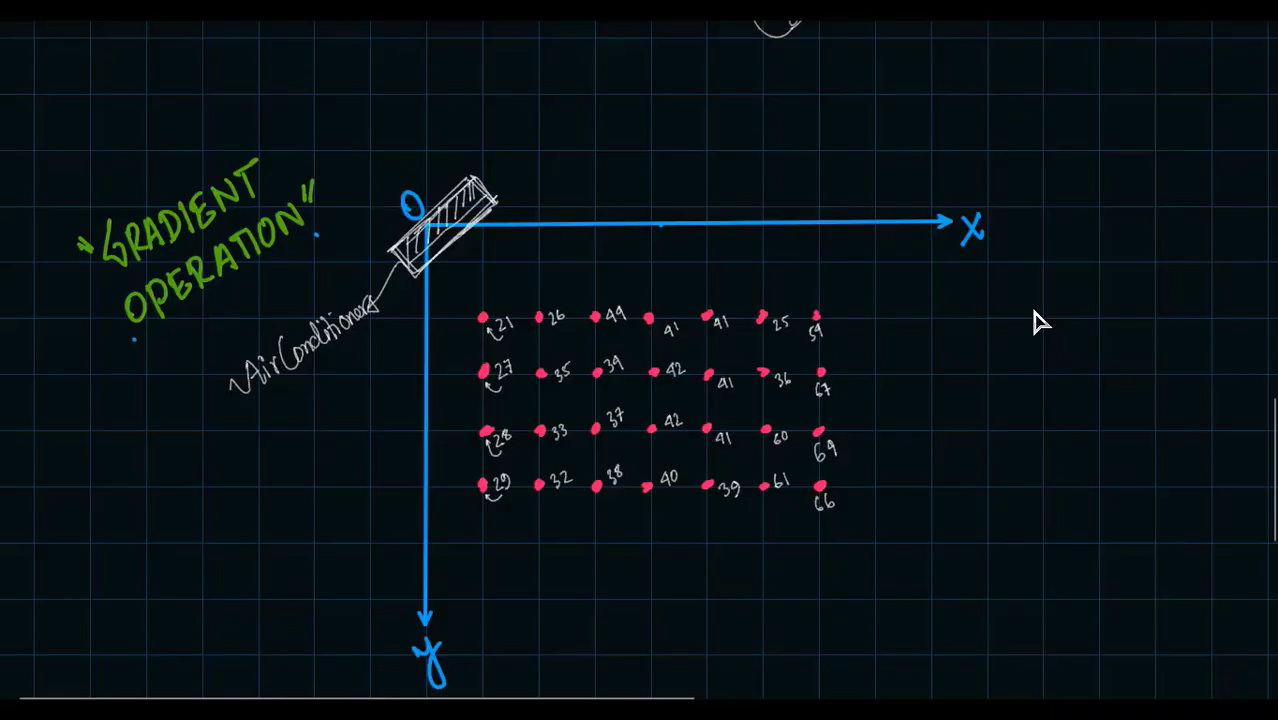 "GRADIENT
OPERATION"
O
X
Air Conditioner
21 26 44 41 41 25 59
27 35 39 42 41 36 67
28 33 37 42 41 60 69
29 32 38 40 39 61 66
y